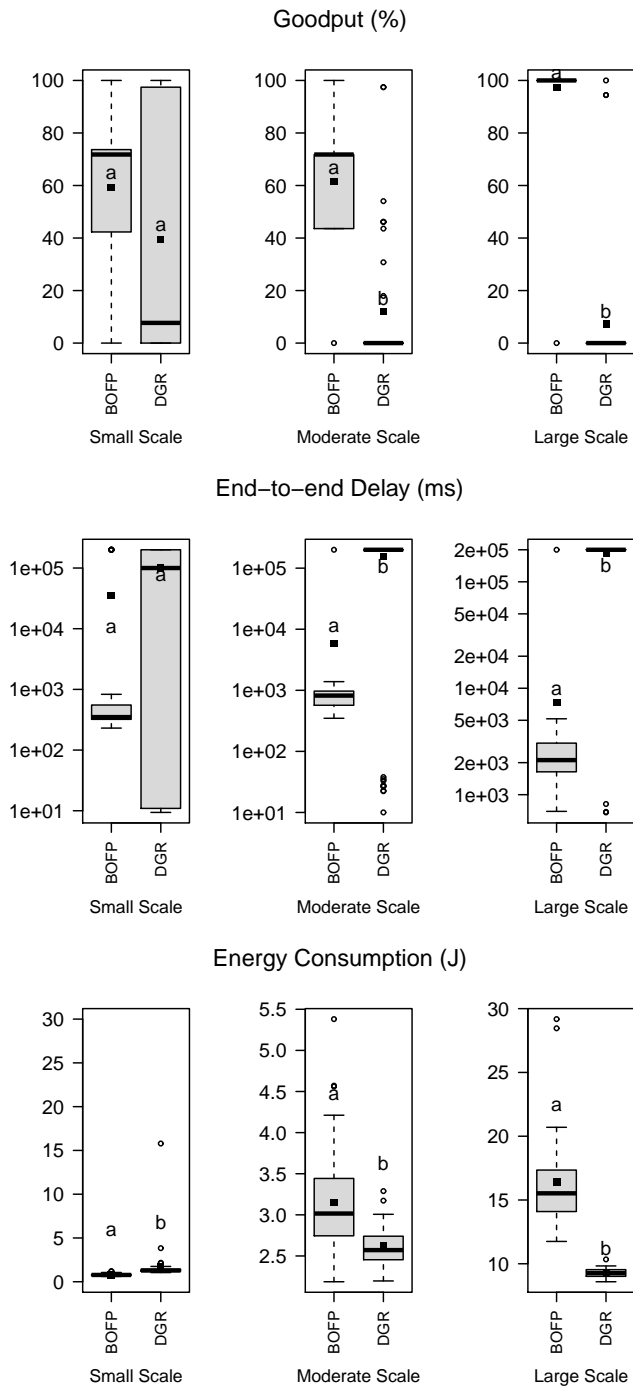 Goodput (%)
100
80
60
40
20
0
a
a
BOFP
DGR
Small Scale
100
80
60
40
20
0
a
b
BOFP
DGR
Moderate Scale
100
80
60
40
20
0
a
b
BOFP
DGR
Large Scale
End−to−end Delay (ms)
1e+05
1e+04
1e+03
1e+02
1e+01
a
a
BOFP
DGR
Small Scale
1e+05
1e+04
1e+03
1e+02
1e+01
a
b
BOFP
DGR
Moderate Scale
2e+05
1e+05
5e+04
2e+04
1e+04
5e+03
2e+03
1e+03
a
b
BOFP
DGR
Large Scale
Energy Consumption (J)
30
25
20
15
10
5
0
a
b
BOFP
DGR
Small Scale
5.5
5.0
4.5
4.0
3.5
3.0
2.5
a
b
BOFP
DGR
Moderate Scale
30
25
20
15
10
a
b
BOFP
DGR
Large Scale